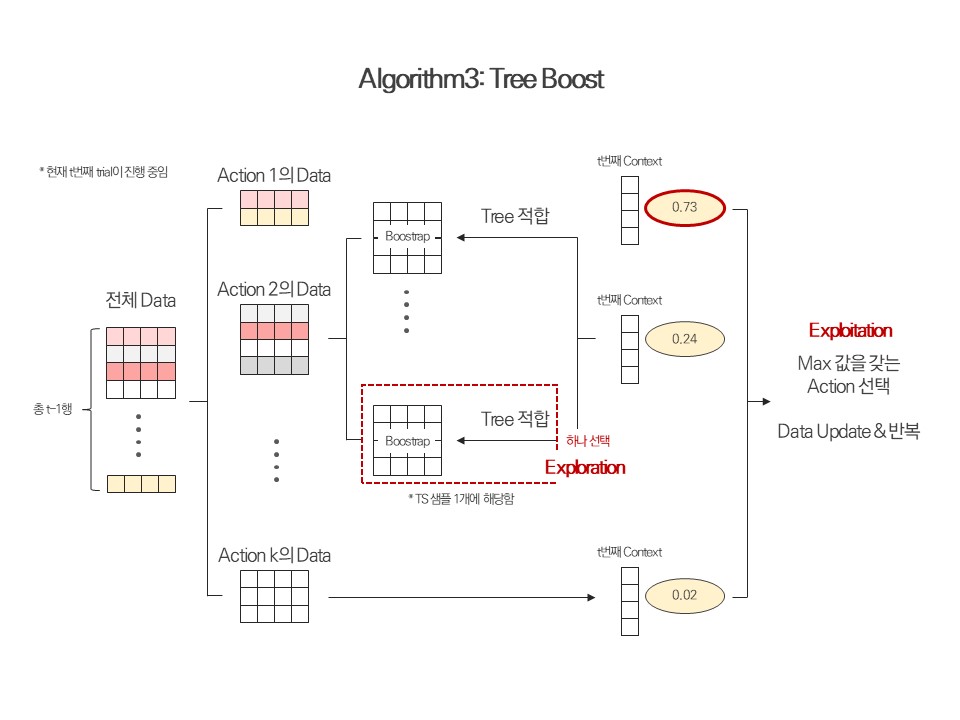 Algorithm3: Tree Boost
* 현재 t번째 trial이 진행 중임
Action 1의 Data
t번째 Context
0.73
Tree 적합
Boostrap
Action 2의 Data
전체 Data
t번째 Context
0.24
Exploitation
Max 값을 갖는
Action 선택
총 t-1행
Tree 적합
Boostrap
하나 선택
Data Update & 반복
Exploration
* TS 샘플 1개에 해당함
Action k의 Data
t번째 Context
0.02